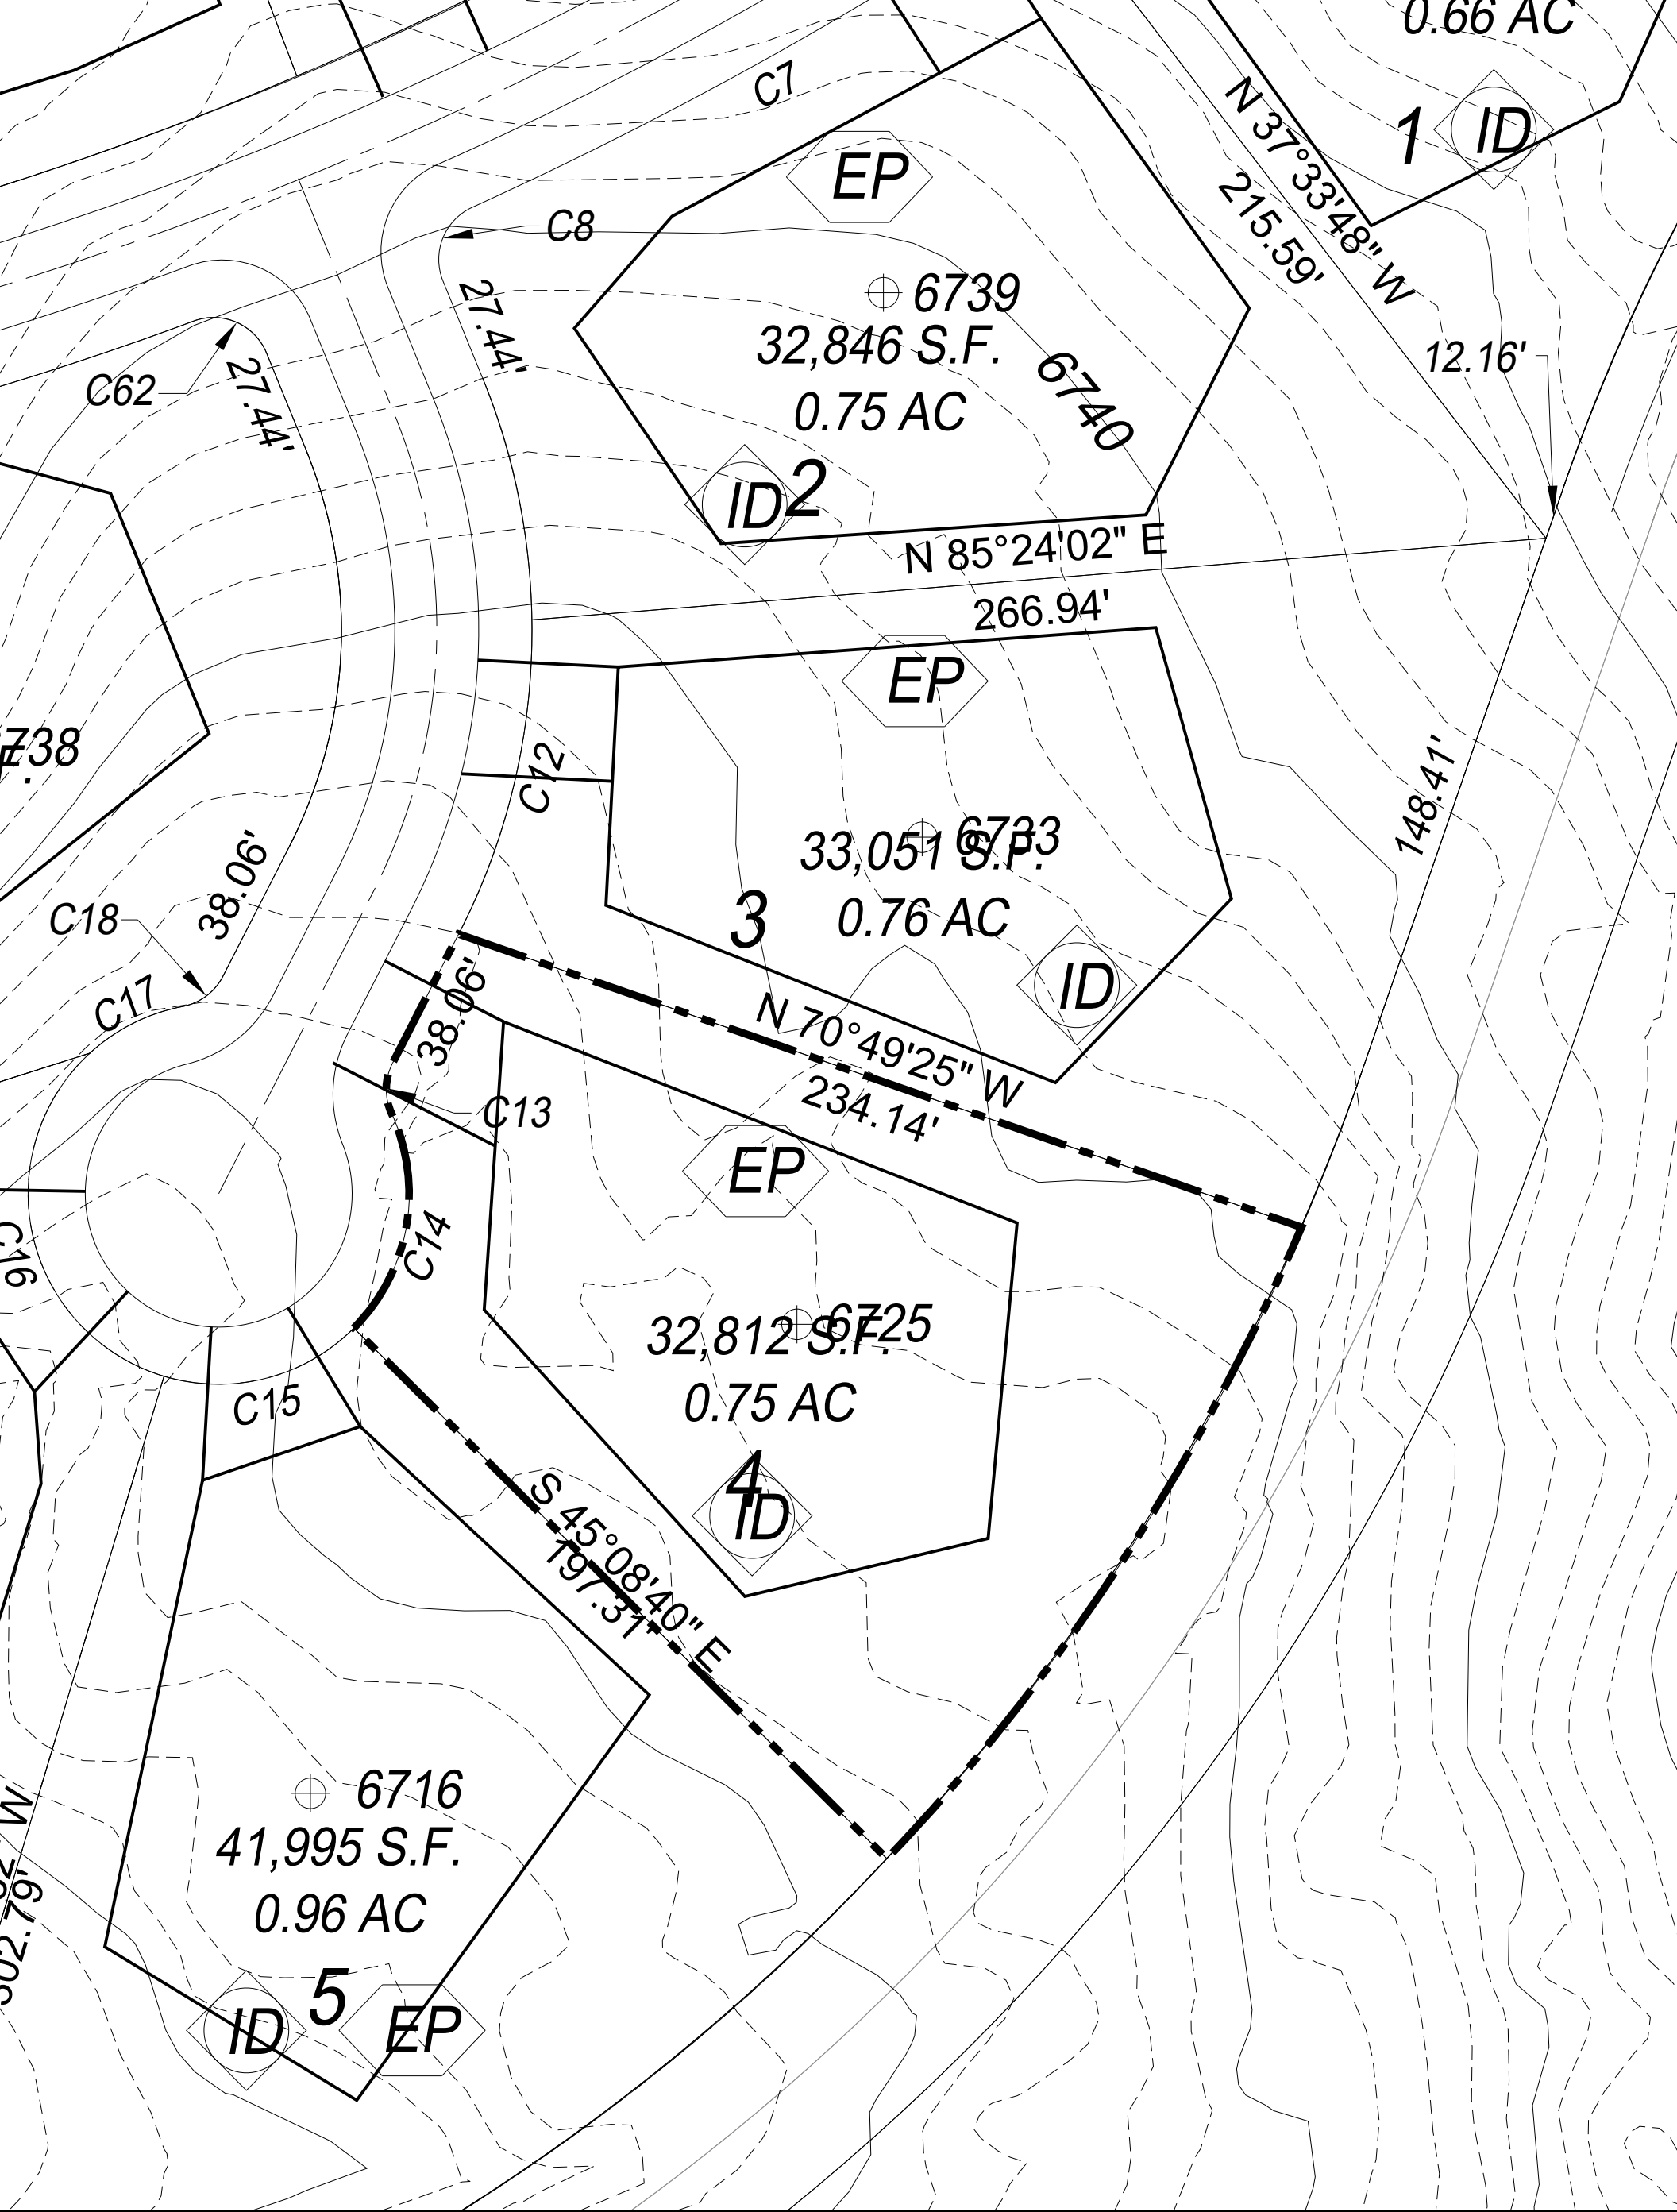 0.66 AC
C7
N 37°33'48" W
215.59'
1
ID
EP
C8
6739
32,846 S.F.
0.75 AC
27.44'
27.44'
C62
6740
12.16'
ID
2
N 85°24'02" E
266.94'
EP
738
F.
C12
6733
33,051 S.F.
0.76 AC
148.41'
3
ID
38.06'
C18
C17
38.06'
N 70°49'25" W
234.14'
C13
EP
C14
C16
6725
32,812 S.F.
0.75 AC
C15
4
ID
S 45°08'40" E
197.31'
6716
41,995 S.F.
0.96 AC
W
302.79'
5
ID
EP